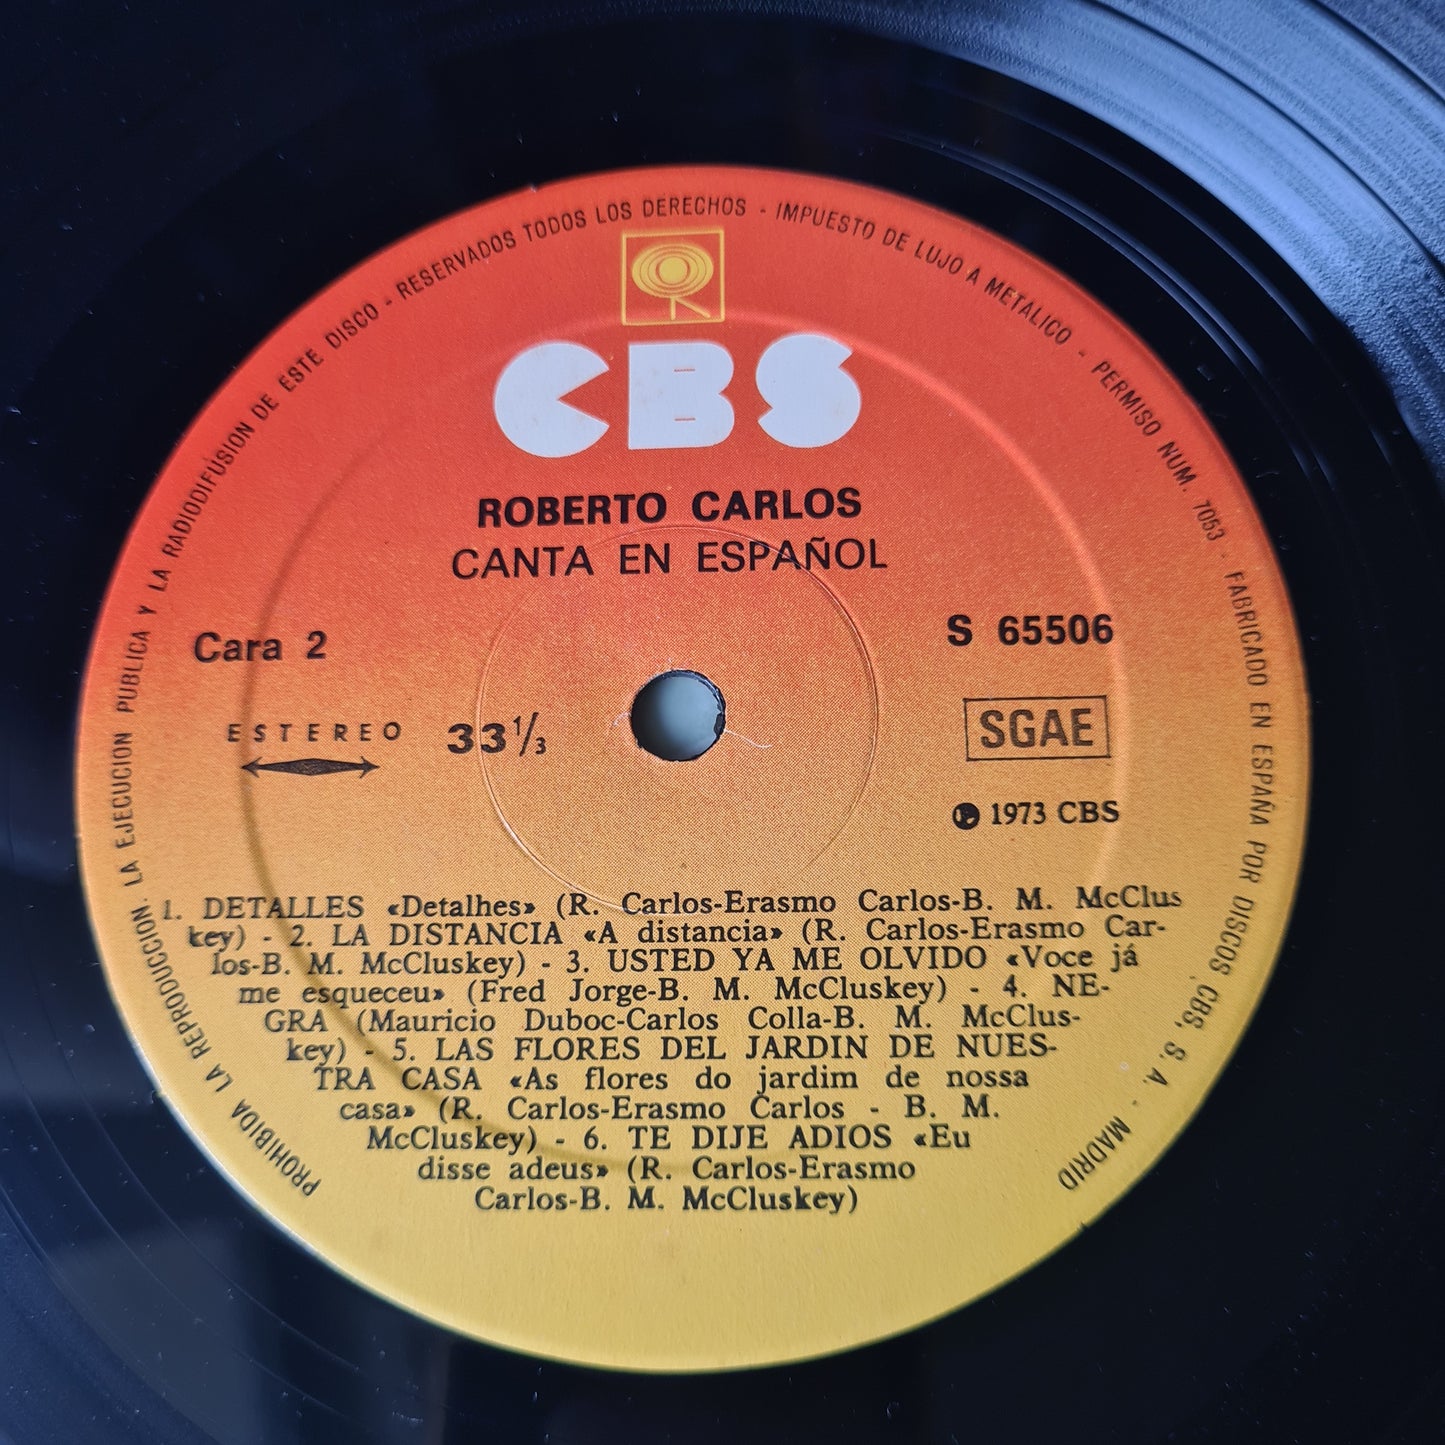 PROHIBIDA LA REPRODUCCION, LA EJECUCION PUBLICA Y LA RADIODIFUSION DE ESTE DISCO - RESERVADOS TODOS LOS DERECHOS - IMPUESTO DE LUJO A METALICO - PERMISO NUM. 7053 - FABRICADO EN ESPAÑA POR DISCOS CBS, S. A. - MADRID
CBS
ROBERTO CARLOS
CANTA EN ESPAÑOL
Cara 2
S 65506
ESTEREO 33 1/3
SGAE
℗ 1973 CBS
1. DETALLES «Detalhes» (R. Carlos-Erasmo Carlos-B. M. McClus
key) - 2. LA DISTANCIA «A distancia» (R. Carlos-Erasmo Car-
los-B. M. McCluskey) - 3. USTED YA ME OLVIDO «Voce já
me esqueceu» (Fred Jorge-B. M. McCluskey) - 4. NE-
GRA (Mauricio Duboc-Carlos Colla-B. M. McClus-
key) - 5. LAS FLORES DEL JARDIN DE NUES-
TRA CASA «As flores do jardim de nossa
casa» (R. Carlos-Erasmo Carlos - B. M.
McCluskey) - 6. TE DIJE ADIOS «Eu
disse adeus» (R. Carlos-Erasmo
Carlos-B. M. McCluskey)